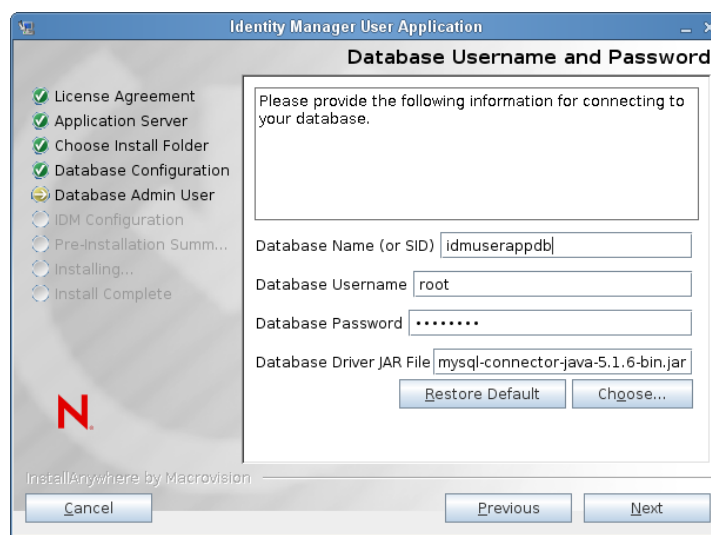 Identity Manager User Application
Database Username and Password
License Agreement
Application Server
Choose Install Folder
Database Configuration
Database Admin User
IDM Configuration
Pre-Installation Summ...
Installing...
Install Complete
Please provide the following information for connecting to
your database.
Database Name (or SID) idmuserappdb
Database Username root
Database Password ••••••••
Database Driver JAR File mysql-connector-java-5.1.6-bin.jar
Restore Default Choose...
N
InstallAnywhere by Macrovision
Cancel Previous Next